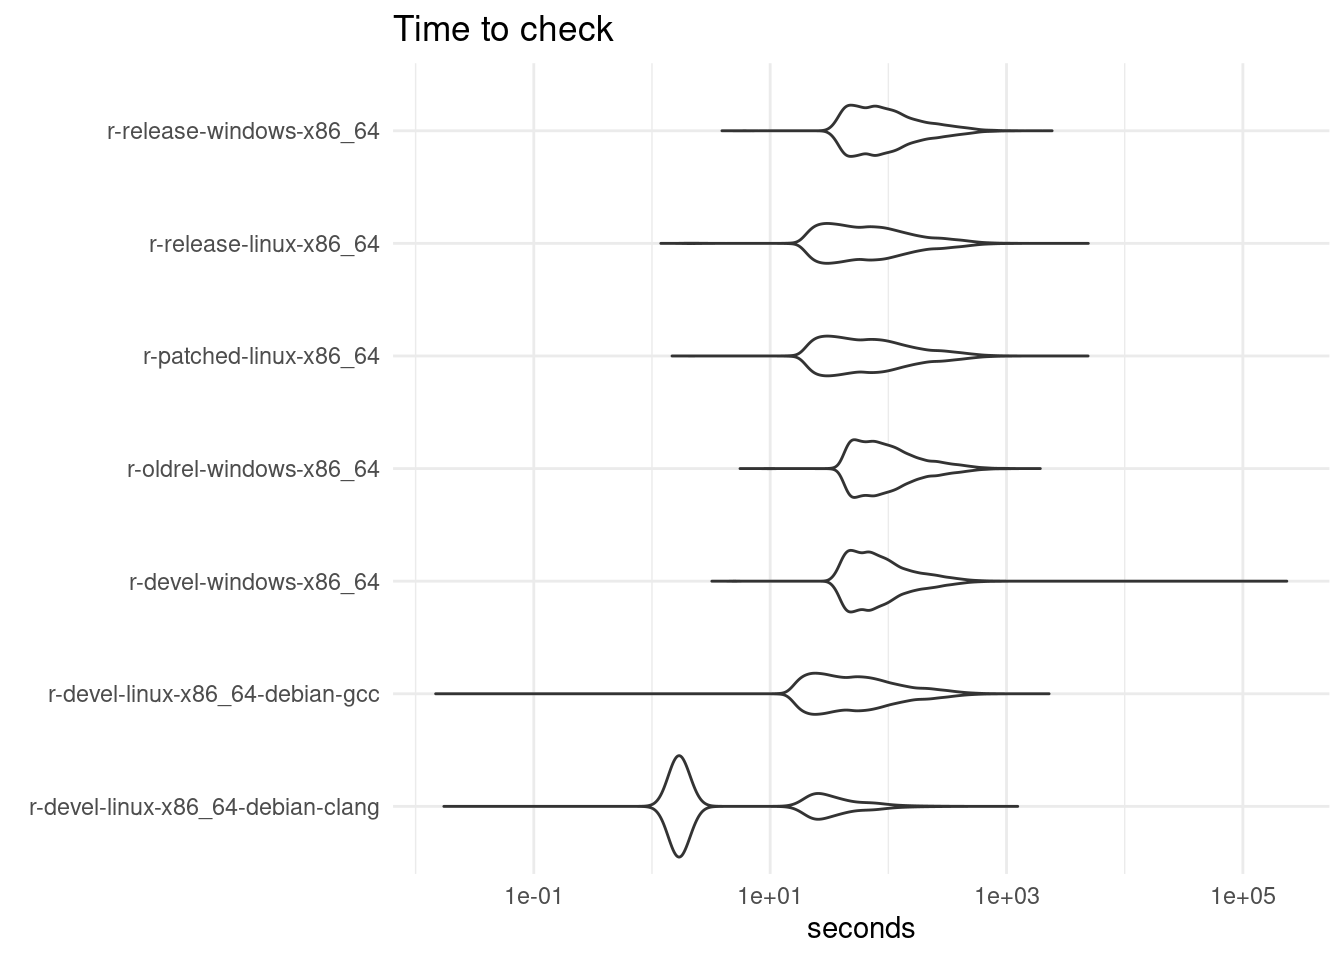 Time to check
r-release-windows-x86_64
r-release-linux-x86_64
r-patched-linux-x86_64
r-oldrel-windows-x86_64
r-devel-windows-x86_64
r-devel-linux-x86_64-debian-gcc
r-devel-linux-x86_64-debian-clang
1e-01 1e+01 1e+03 1e+05
seconds